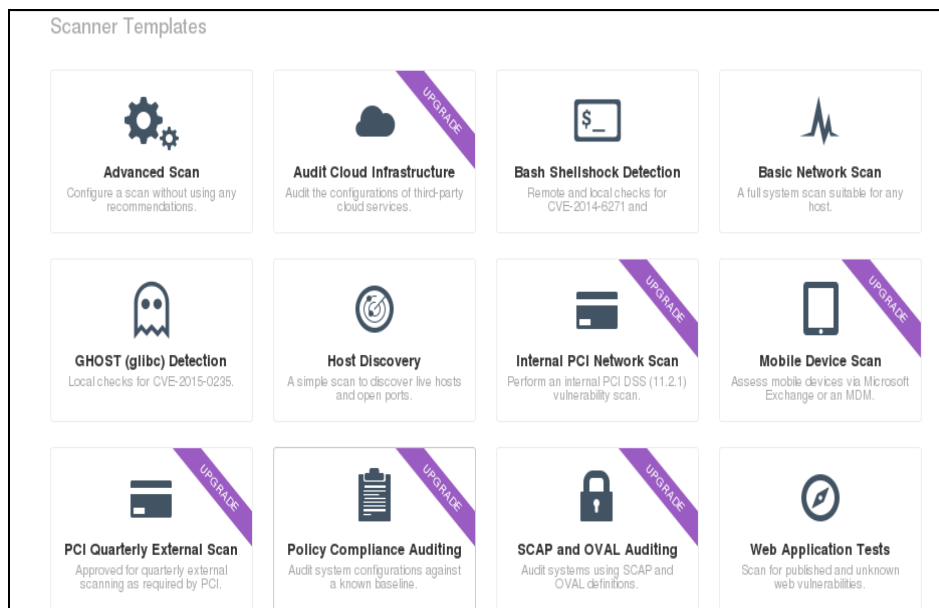 Scanner Templates
UPGRADE
$_
Advanced Scan
Audit Cloud Infrastructure
Bash Shellshock Detection
Basic Network Scan
Configure a scan without using any
recommendations.
Audit the configurations of third-party
cloud services.
Remote and local checks for
CVE-2014-6271 and
A full system scan suitable for any
host.
UPGRADE
UPGRADE
GHOST (glibc) Detection
Host Discovery
Internal PCI Network Scan
Mobile Device Scan
Local checks for CVE-2015-0235.
A simple scan to discover live hosts
and open ports.
Perform an internal PCI DSS (11.2.1)
vulnerability scan.
Assess mobile devices via Microsoft
Exchange or an MDM.
UPGRADE
UPGRADE
UPGRADE
PCI Quarterly External Scan
Policy Compliance Auditing
SCAP and OVAL Auditing
Web Application Tests
Approved for quarterly external
scanning as required by PCI.
Audit system configurations against
a known baseline.
Audit systems using SCAP and
OVAL definitions.
Scan for published and unknown
web vulnerabilities.